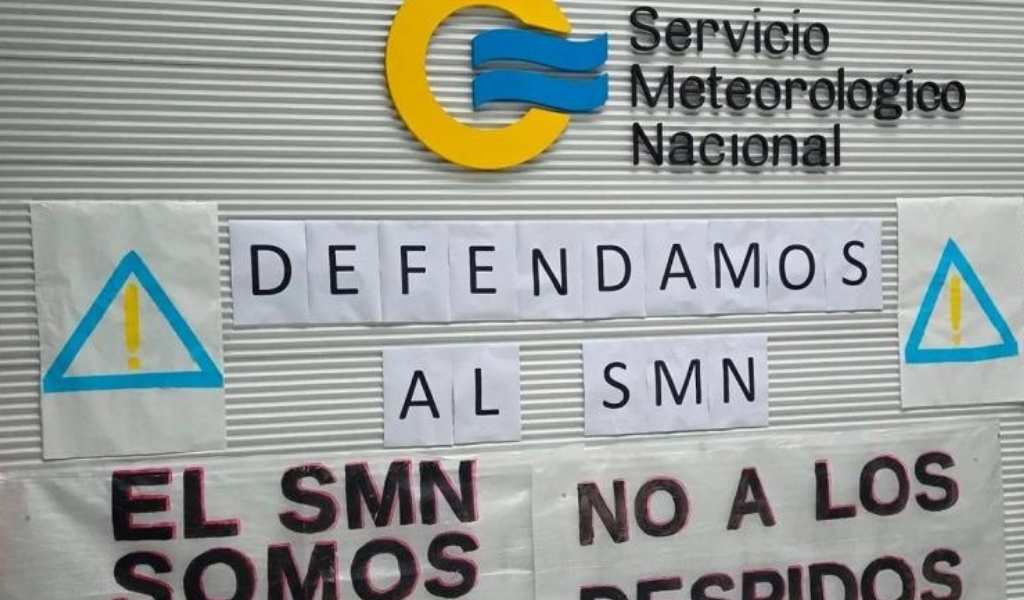 Servicio
Meteorologico
Nacional
DEFENDAMOS
AL SMN
EL SMN
SOMOS
NO A LOS
DESPIDOS